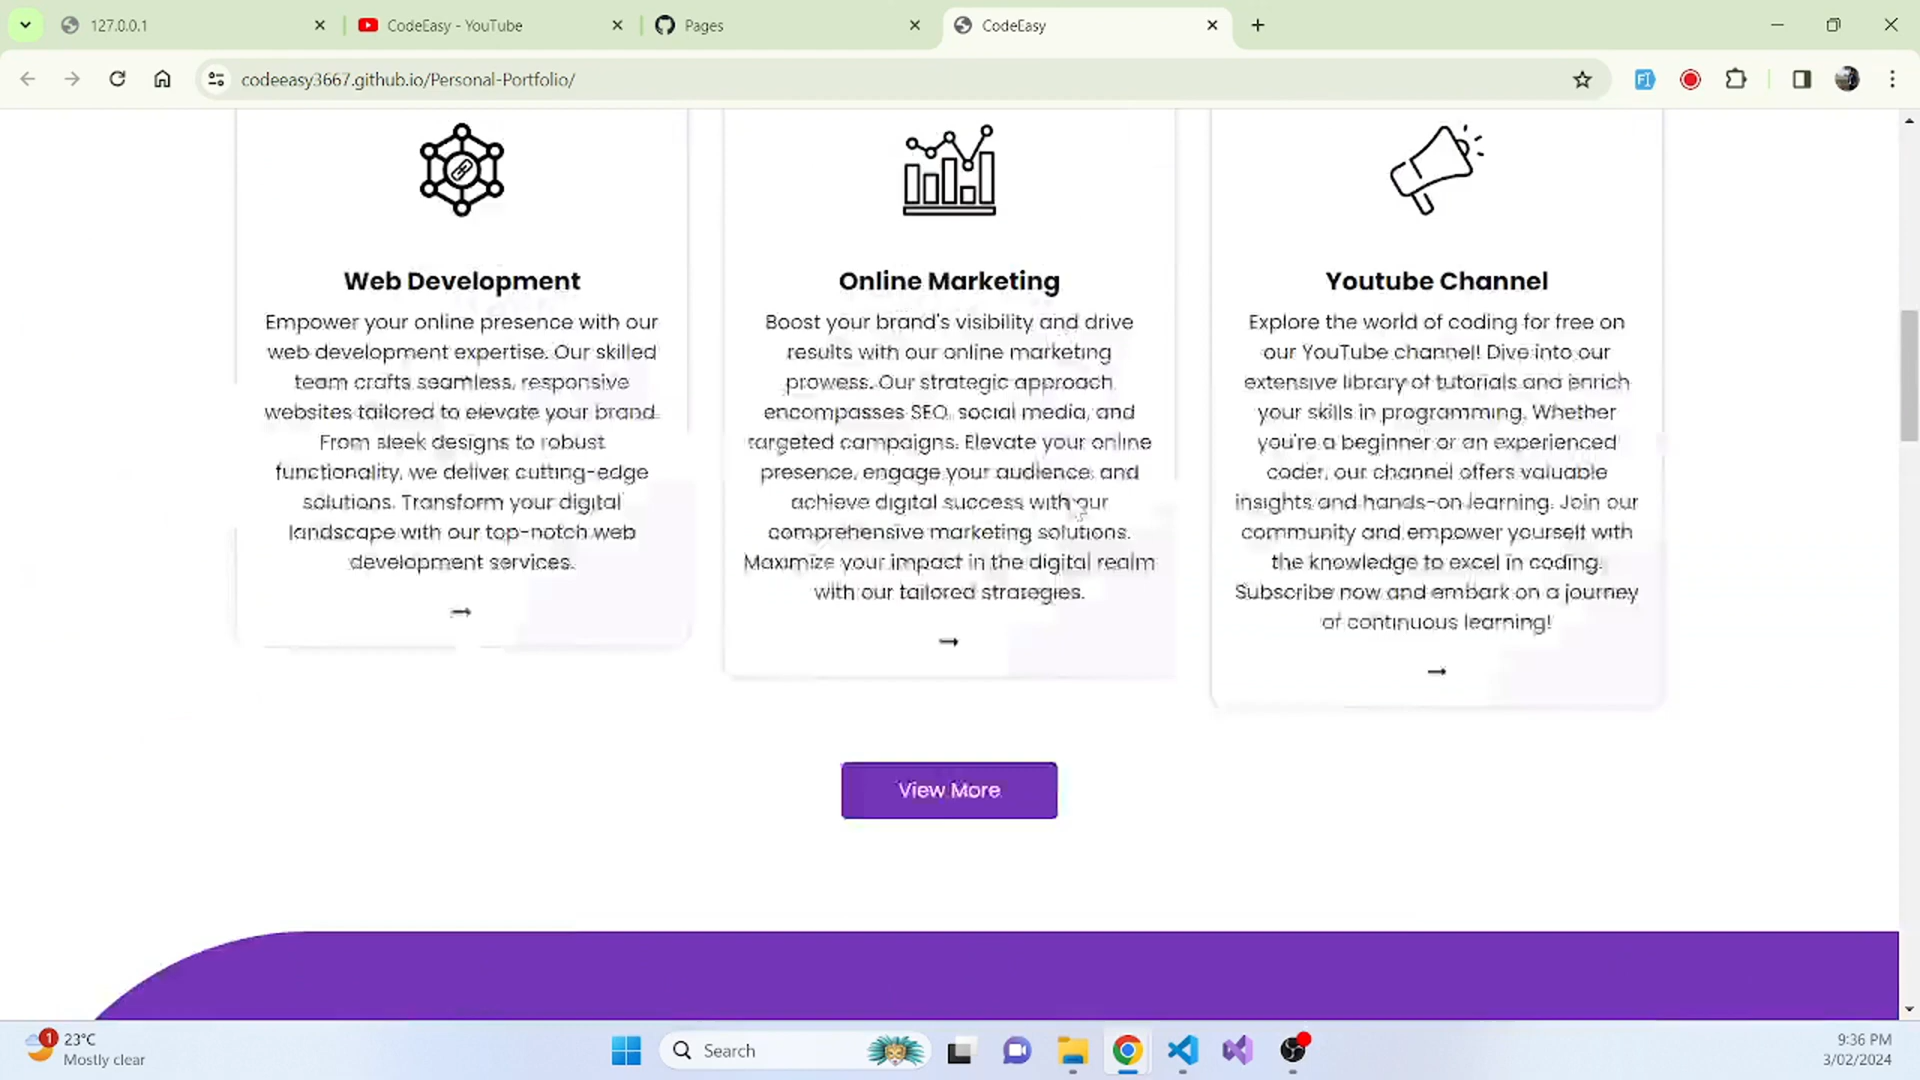 127.0.0.1
CodeEasy - YouTube
Pages
CodeEasy
codeeasy3667.github.io/Personal-Portfolio/
Web Development
Empower your online presence with our
web development expertise. Our skilled
team crafts seamless, responsive
websites tailored to elevate your brand.
From sleek designs to robust
functionality, we deliver cutting-edge
solutions. Transform your digital
landscape with our top-notch web
development services.
→
Online Marketing
Boost your brand's visibility and drive
results with our online marketing
prowess. Our strategic approach
encompasses SEO, social media, and
targeted campaigns. Elevate your online
presence, engage your audience, and
achieve digital success with our
comprehensive marketing solutions.
Maximize your impact in the digital realm
with our tailored strategies.
→
Youtube Channel
Explore the world of coding for free on
our YouTube channel! Dive into our
extensive library of tutorials and enrich
your skills in programming. Whether
you're a beginner or an experienced
coder, our channel offers valuable
insights and hands-on learning. Join our
community and empower yourself with
the knowledge to excel in coding.
Subscribe now and embark on a journey
of continuous learning!
→
View More
1
23°C
Mostly clear
Search
9:36 PM
3/02/2024